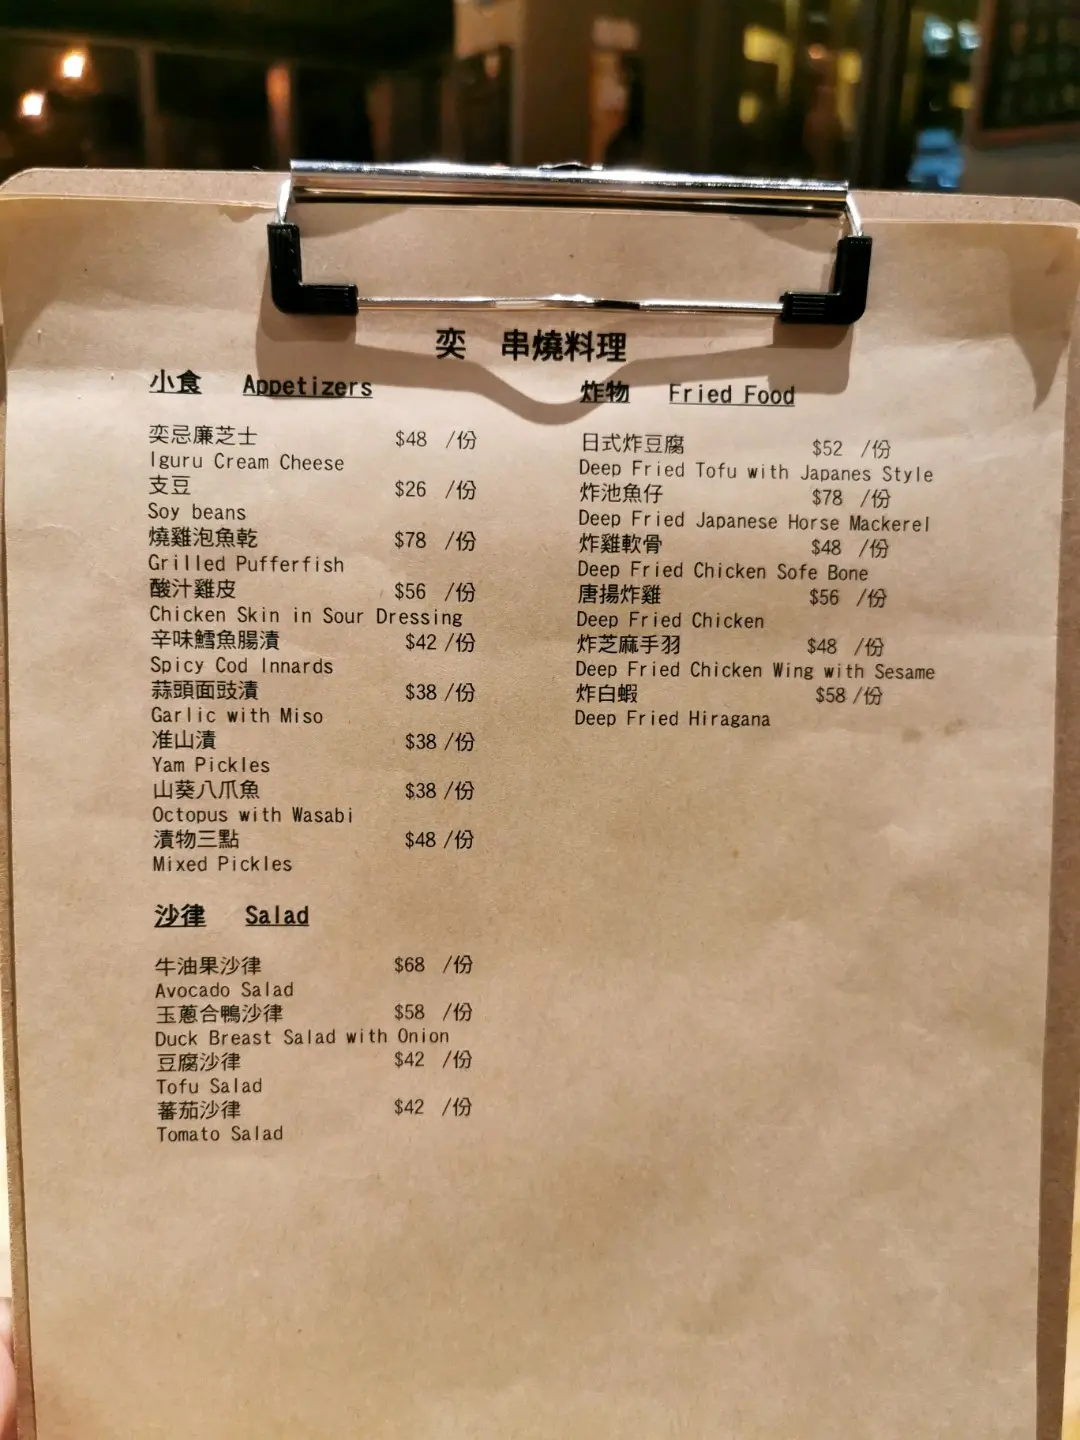 奕 串燒料理
小食 Appetizers
奕忌廉芝士 $48 /份
Iguru Cream Cheese
支豆 $26 /份
Soy beans
燒雞泡魚乾 $78 /份
Grilled Pufferfish
酸汁雞皮 $56 /份
Chicken Skin in Sour Dressing
辛味鱈魚腸漬 $42 /份
Spicy Cod Innards
蒜頭面豉漬 $38 /份
Garlic with Miso
准山漬 $38 /份
Yam Pickles
山葵八爪魚 $38 /份
Octopus with Wasabi
漬物三點 $48 /份
Mixed Pickles
沙律 Salad
牛油果沙律 $68 /份
Avocado Salad
玉蔥合鴨沙律 $58 /份
Duck Breast Salad with Onion
豆腐沙律 $42 /份
Tofu Salad
蕃茄沙律 $42 /份
Tomato Salad
炸物 Fried Food
日式炸豆腐 $52 /份
Deep Fried Tofu with Japanes Style
炸池魚仔 $78 /份
Deep Fried Japanese Horse Mackerel
炸雞軟骨 $48 /份
Deep Fried Chicken Sofe Bone
唐揚炸雞 $56 /份
Deep Fried Chicken
炸芝麻手羽 $48 /份
Deep Fried Chicken Wing with Sesame
炸白蝦 $58 /份
Deep Fried Hiragana